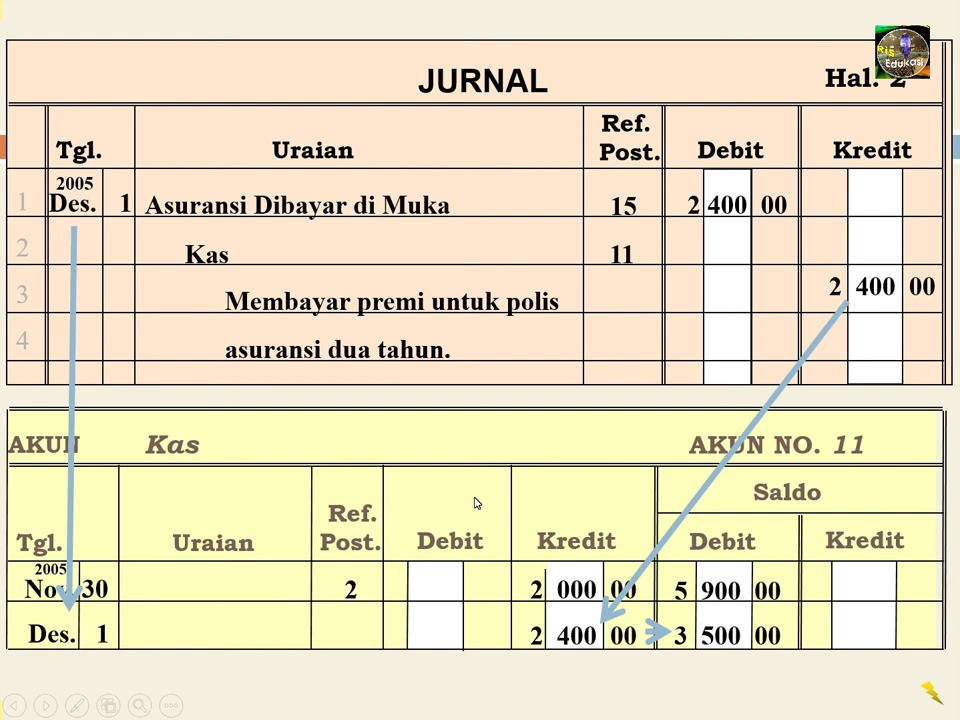 Ris
Edukasi
JURNAL Hal. 2
Tgl. Uraian Ref. Post. Debit Kredit
1 2005 Des. 1 Asuransi Dibayar di Muka 15 2 400 00
2 Kas 11
3 Membayar premi untuk polis 2 400 00
4 asuransi dua tahun.
AKUN Kas AKUN NO. 11
Saldo
Tgl. Uraian Ref. Post. Debit Kredit Debit Kredit
2005
Nov 30 2 2 000 00 5 900 00
Des. 1 2 400 00 3 500 00